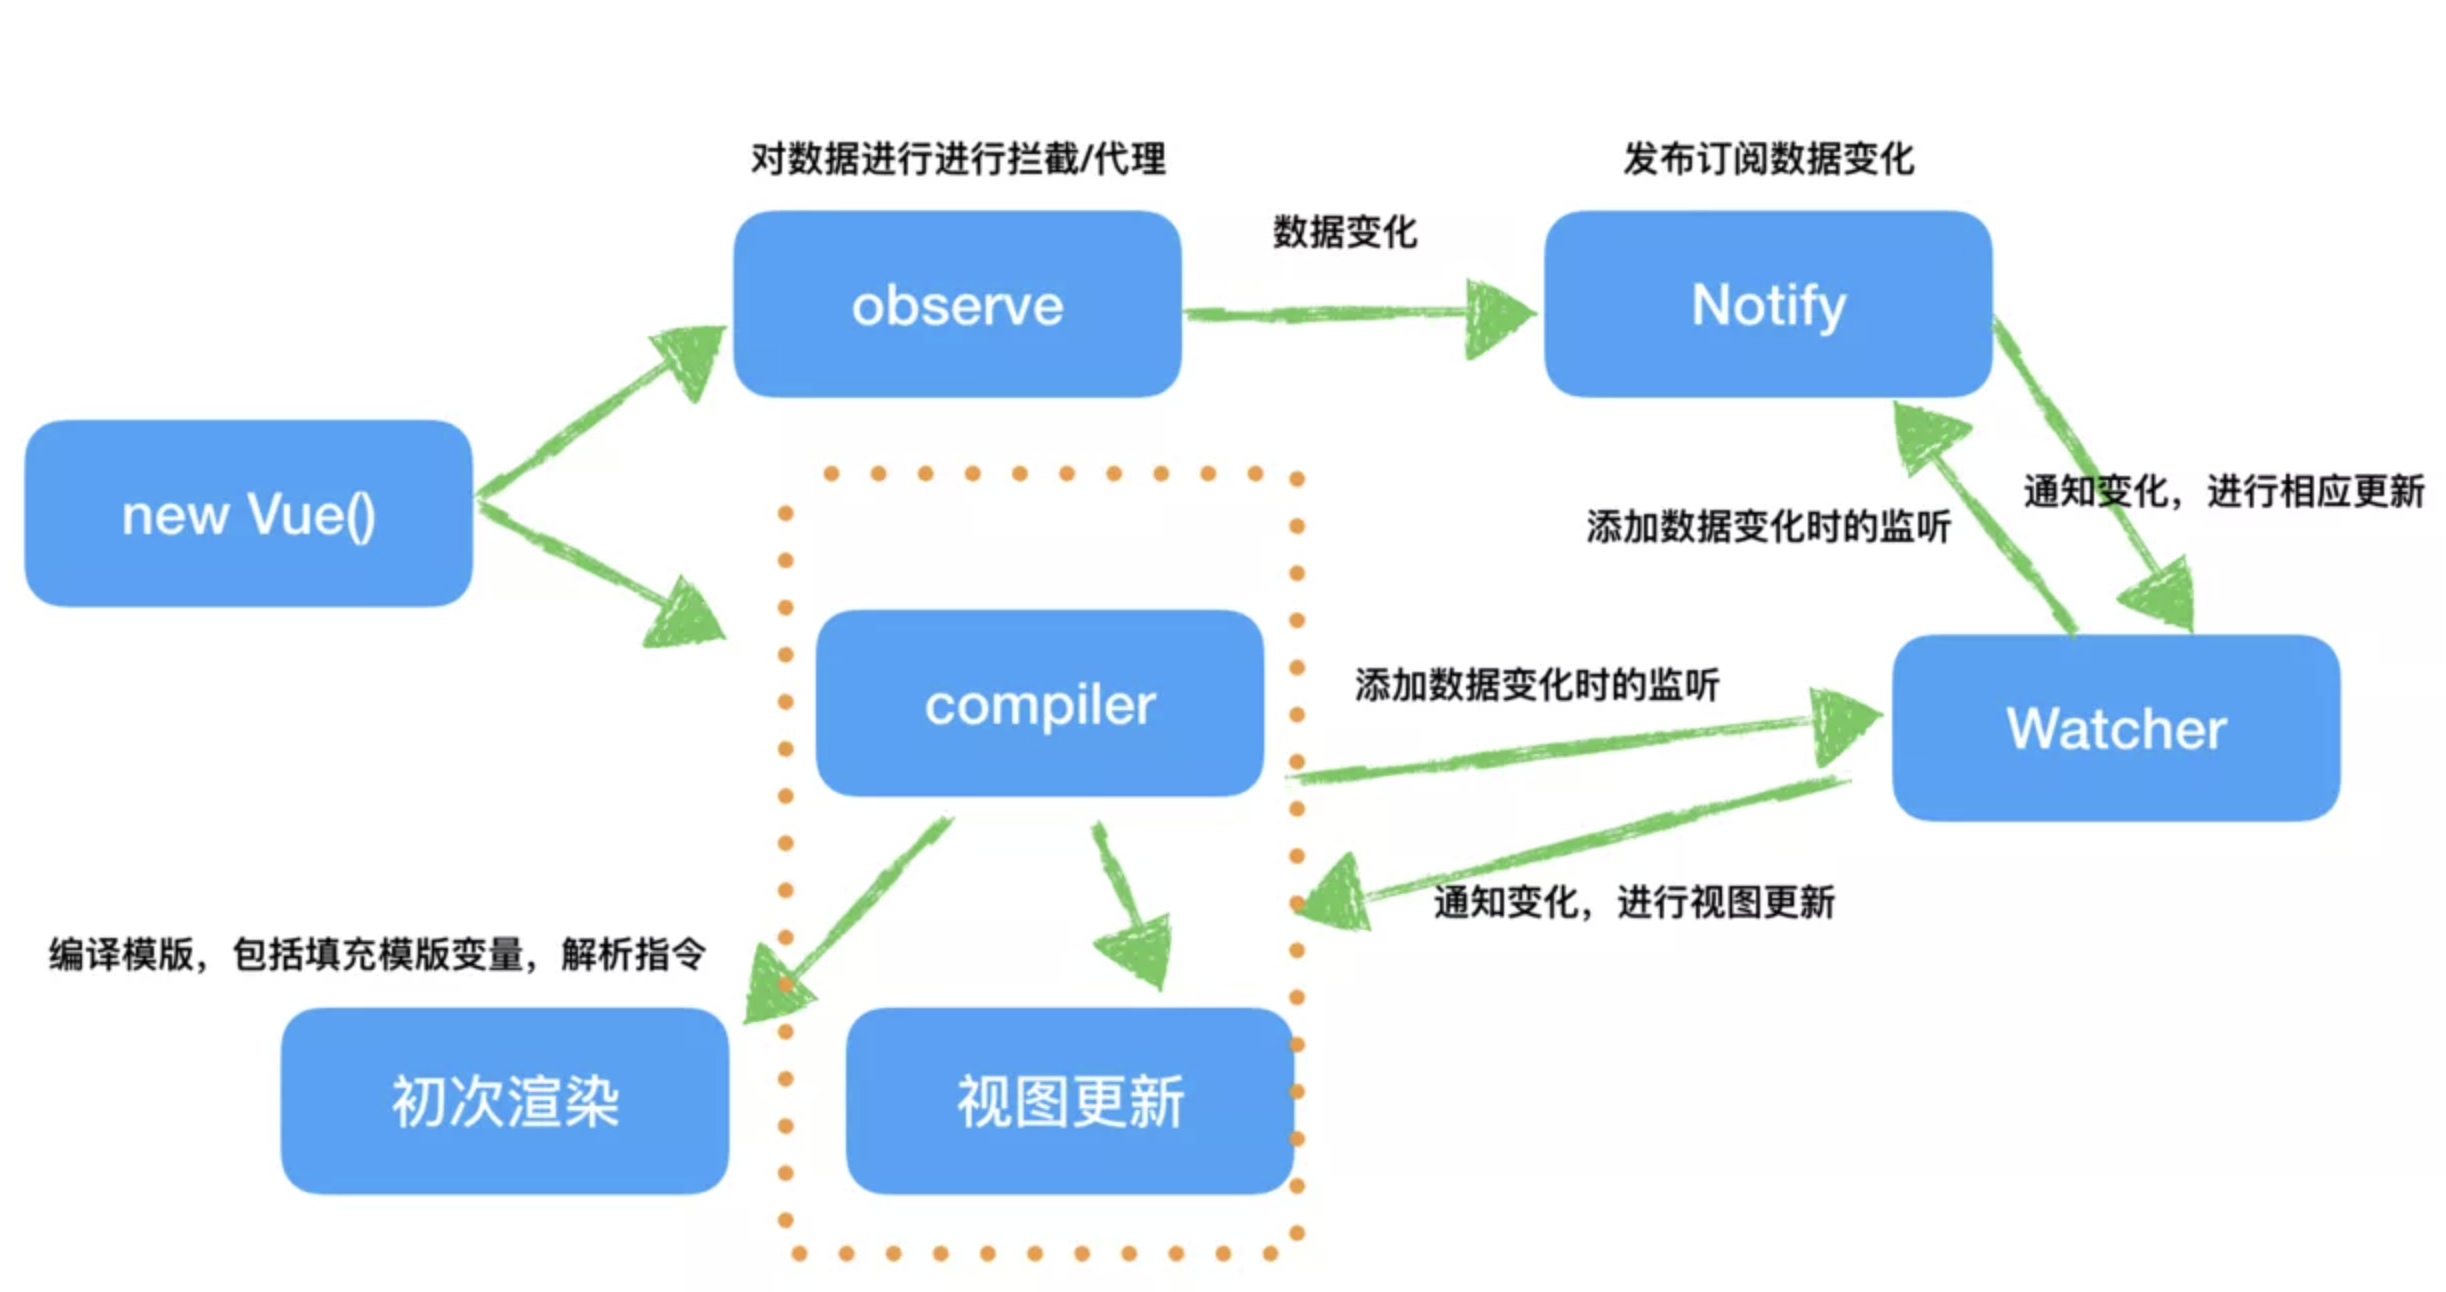 对数据进行进行拦截/代理
发布订阅数据变化
数据变化
observe
Notify
new Vue()
通知变化，进行相应更新
添加数据变化时的监听
compiler
添加数据变化时的监听
Watcher
通知变化，进行视图更新
编译模版，包括填充模版变量，解析指令
初次渲染
视图更新